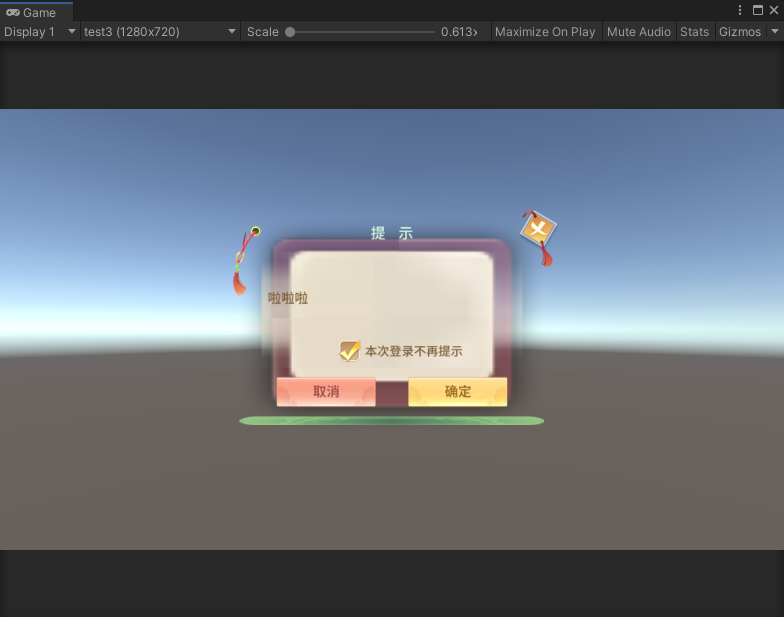 Game
Display 1 test3 (1280x720) Scale 0.613x Maximize On Play Mute Audio Stats Gizmos
提 示
啦啦啦
本次登录不再提示
取消 确定